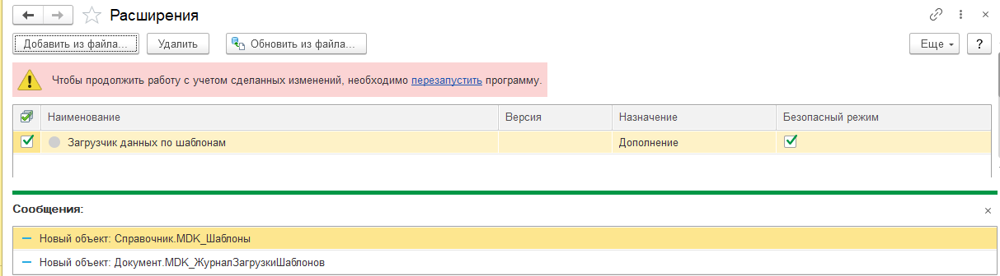 Расширения
Добавить из файла... Удалить Обновить из файла... Еще ?
Чтобы продолжить работу с учетом сделанных изменений, необходимо перезапустить программу.
Наименование Версия Назначение Безопасный режим
Загрузчик данных по шаблонам Дополнение
Сообщения:
Новый объект: Справочник.MDK_Шаблоны
Новый объект: Документ.MDK_ЖурналЗагрузкиШаблонов